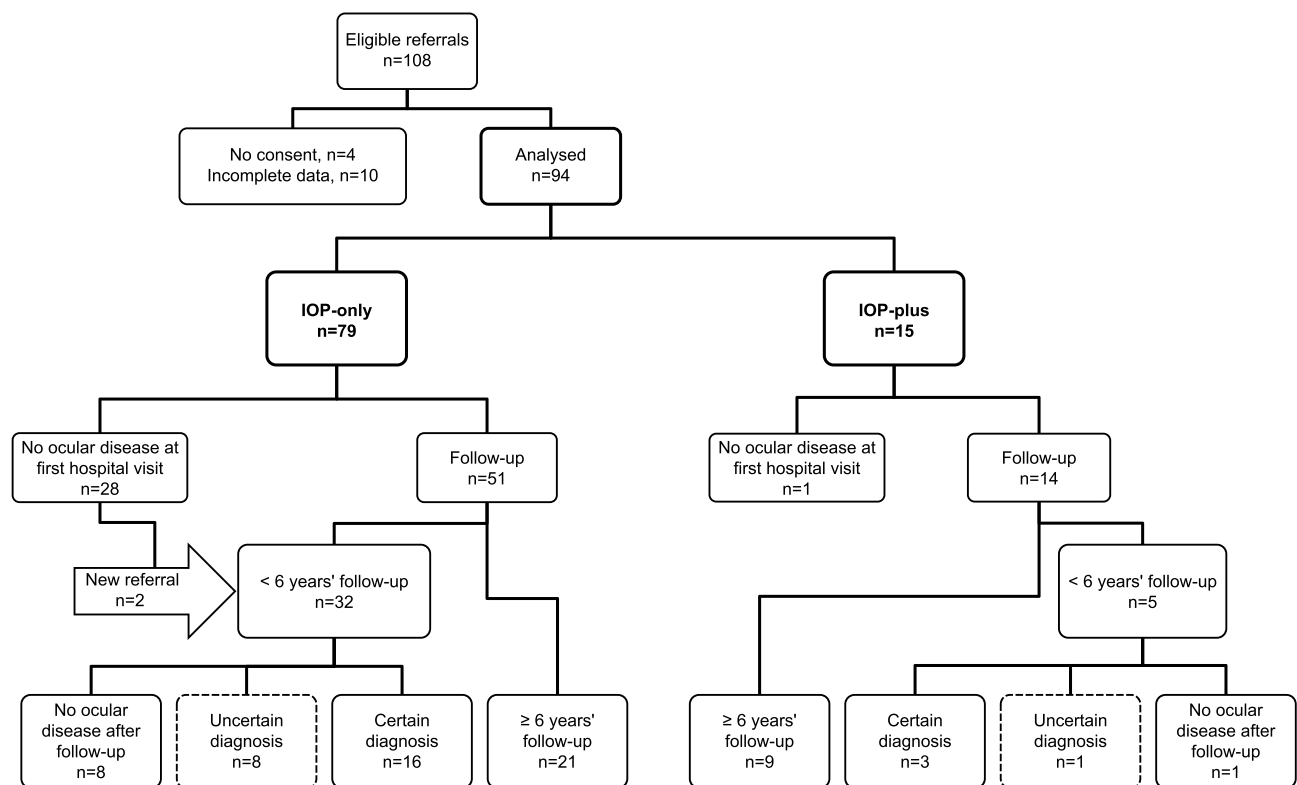 Eligible referrals
n=108
No consent, n=4
Incomplete data, n=10
Analysed
n=94
IOP-only
n=79
IOP-plus
n=15
No ocular disease at
first hospital visit
n=28
Follow-up
n=51
No ocular disease at
first hospital visit
n=1
Follow-up
n=14
New referral
n=2
< 6 years' follow-up
n=32
< 6 years' follow-up
n=5
No ocular
disease after
follow-up
n=8
Uncertain
diagnosis
n=8
Certain
diagnosis
n=16
≥ 6 years'
follow-up
n=21
≥ 6 years'
follow-up
n=9
Certain
diagnosis
n=3
Uncertain
diagnosis
n=1
No ocular
disease after
follow-up
n=1